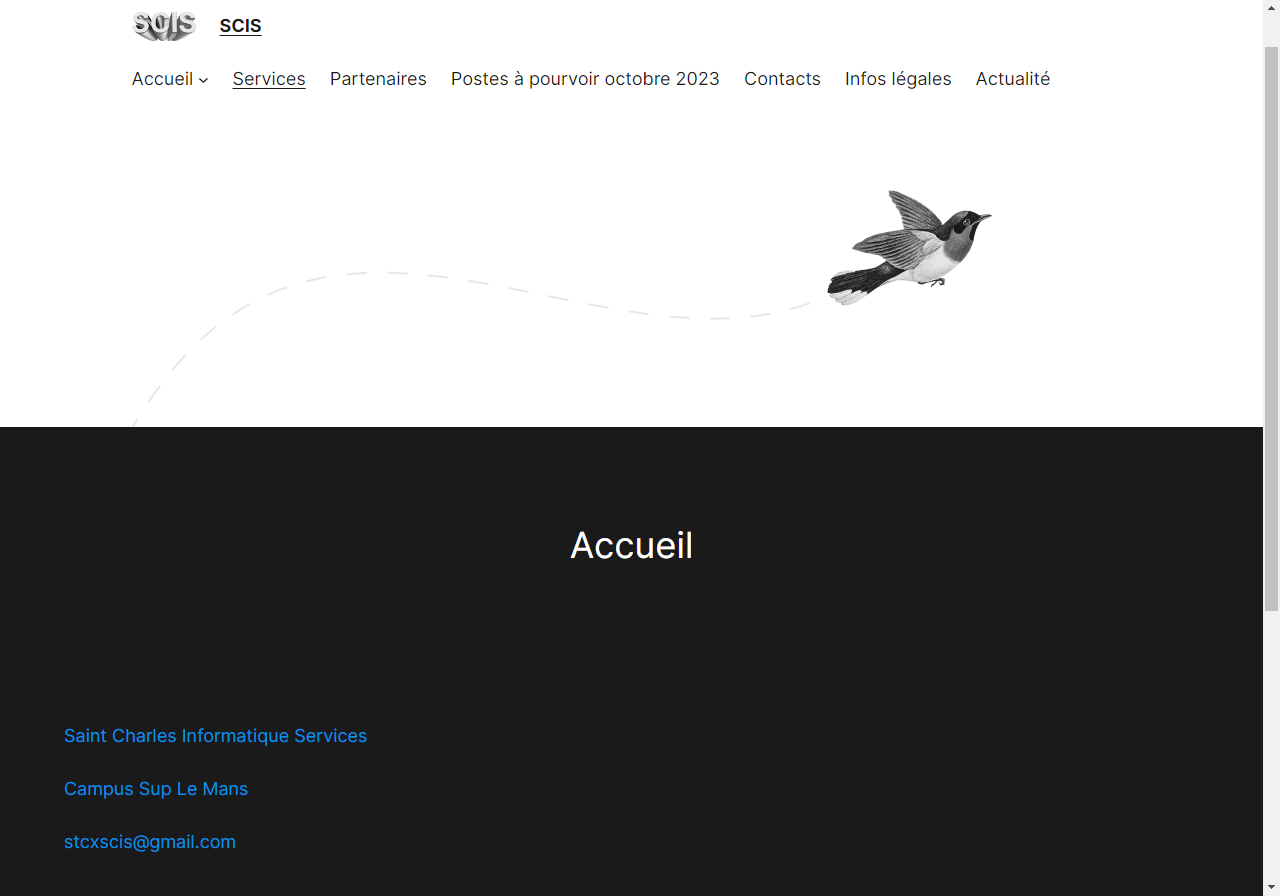 SCIS SCIS
Accueil Services Partenaires Postes à pourvoir octobre 2023 Contacts Infos légales Actualité
Accueil
Saint Charles Informatique Services
Campus Sup Le Mans
stcxscis@gmail.com